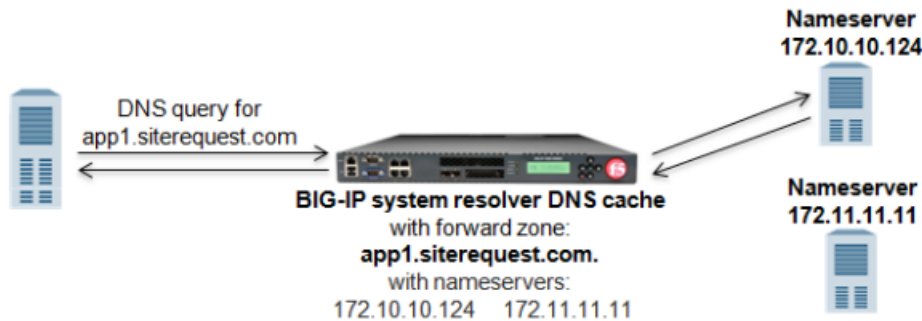 Nameserver
172.10.10.124
DNS query for
app1.siterequest.com
BIG-IP system resolver DNS cache
with forward zone:
app1.siterequest.com.
with nameservers:
172.10.10.124 172.11.11.11
Nameserver
172.11.11.11